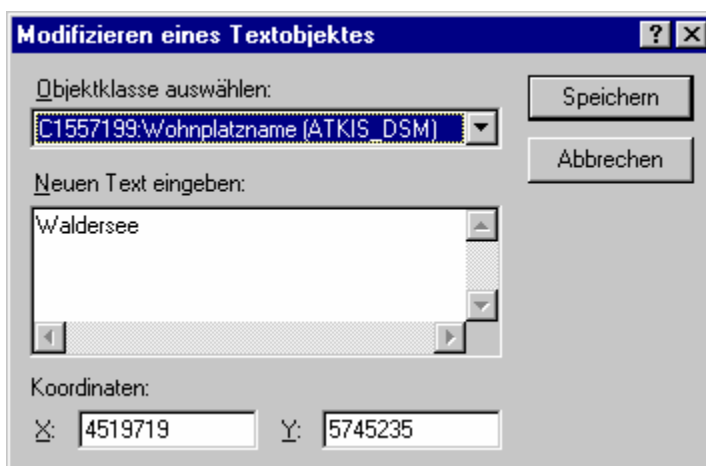 Modifizieren eines Textobjektes
Objektklasse auswählen:
C1557199:Wohnplatzname (ATKIS_DSM)
Speichern
Abbrechen
Neuen Text eingeben:
Waldersee
Koordinaten:
X: 4519719 Y: 5745235